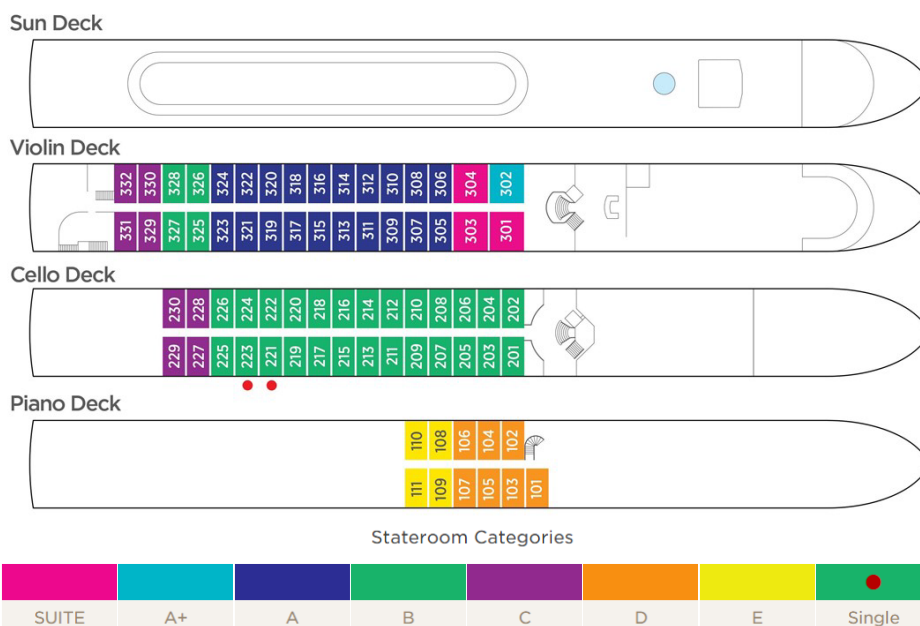 Sun Deck
Violin Deck
332 330 328 326 324 322 320 318 316 314 312 310 308 306 304 302
331 329 327 325 323 321 319 317 315 313 311 309 307 305 303 301
Cello Deck
230 228 226 224 222 220 218 216 214 212 210 208 206 204 202
229 227 225 223 221 219 217 215 213 211 209 207 205 203 201
Piano Deck
110 108 106 104 102
111 109 107 105 103 101
Stateroom Categories
SUITE A+ A B C D E Single